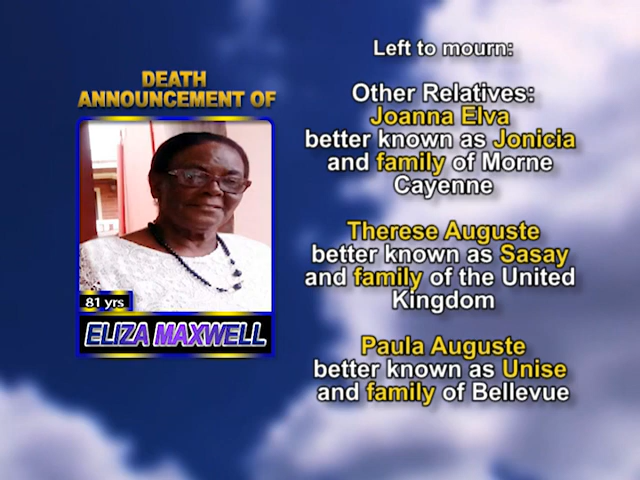 DEATH
ANNOUNCEMENT OF
81 yrs
ELIZA MAXWELL
Left to mourn:
Other Relatives:
Joanna Elva
better known as Jonicia
and family of Morne
Cayenne
Therese Auguste
better known as Sasay
and family of the United
Kingdom
Paula Auguste
better known as Unise
and family of Bellevue